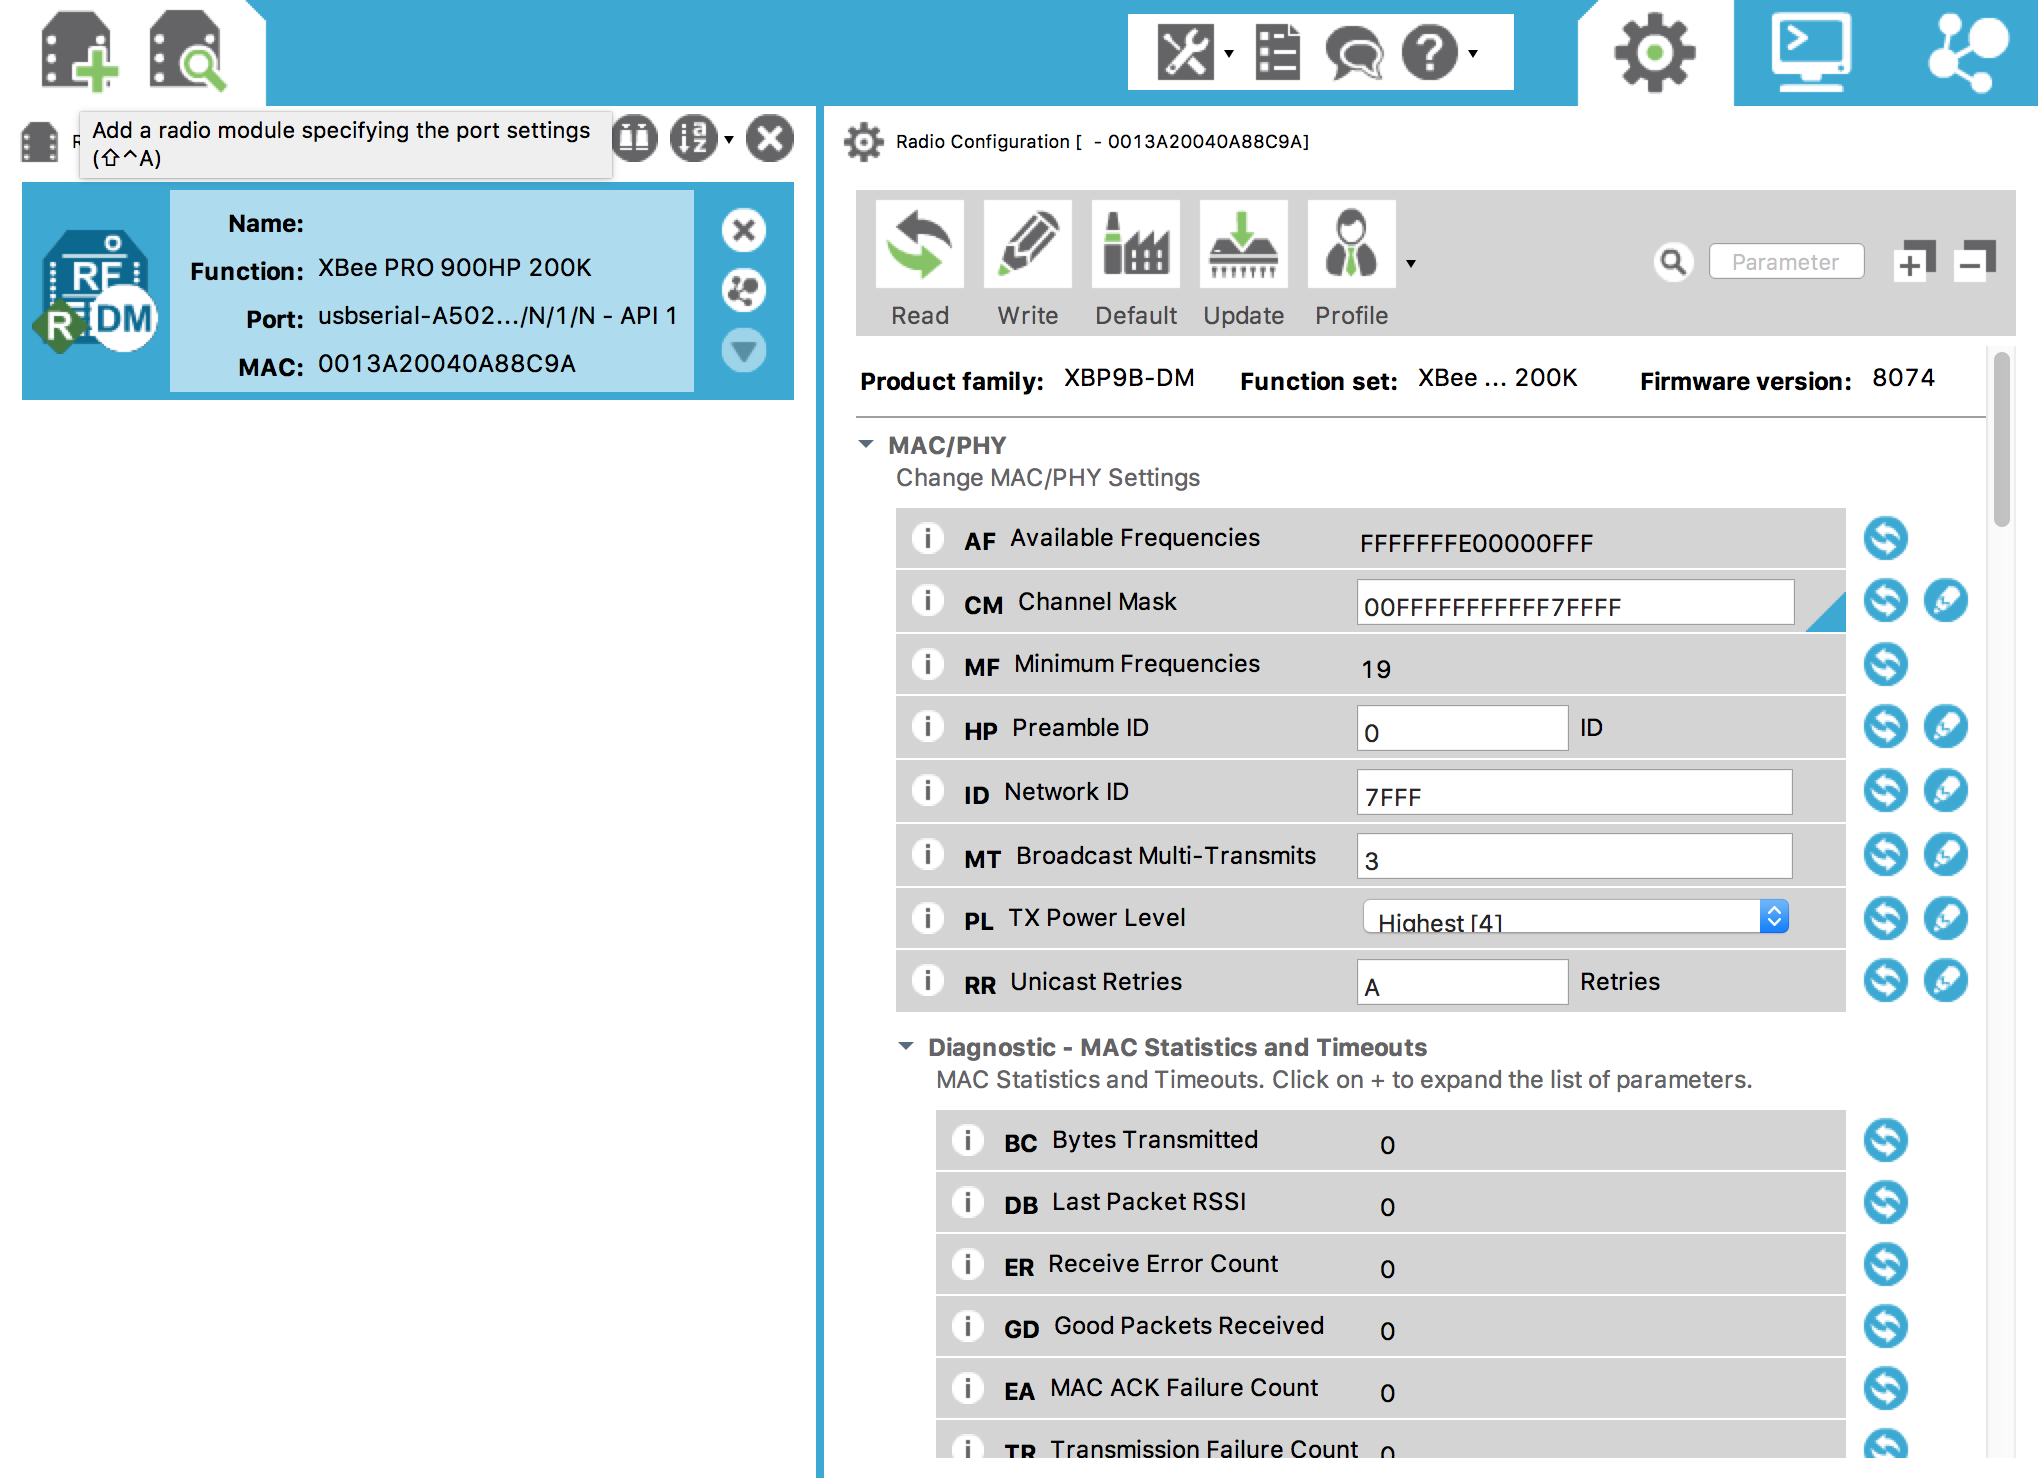 Add a radio module specifying the port settings
(⇧^A)
Radio Configuration [  - 0013A20040A88C9A]
RF
R
DM
Name:
Function: XBee PRO 900HP 200K
Port: usbserial-A502.../N/1/N - API 1
MAC: 0013A20040A88C9A
Read
Write
Default
Update
Profile
Parameter
Product family: XBP9B-DM
Function set: XBee ... 200K
Firmware version: 8074
MAC/PHY
Change MAC/PHY Settings
i AF Available Frequencies FFFFFFFE00000FFF
i CM Channel Mask 00FFFFFFFFFFF7FFFF
i MF Minimum Frequencies 19
i HP Preamble ID 0 ID
i ID Network ID 7FFF
i MT Broadcast Multi-Transmits 3
i PL TX Power Level Highest [4]
i RR Unicast Retries A Retries
Diagnostic - MAC Statistics and Timeouts
MAC Statistics and Timeouts. Click on + to expand the list of parameters.
i BC Bytes Transmitted 0
i DB Last Packet RSSI 0
i ER Receive Error Count 0
i GD Good Packets Received 0
i EA MAC ACK Failure Count 0
i TR Transmission Failure Count 0